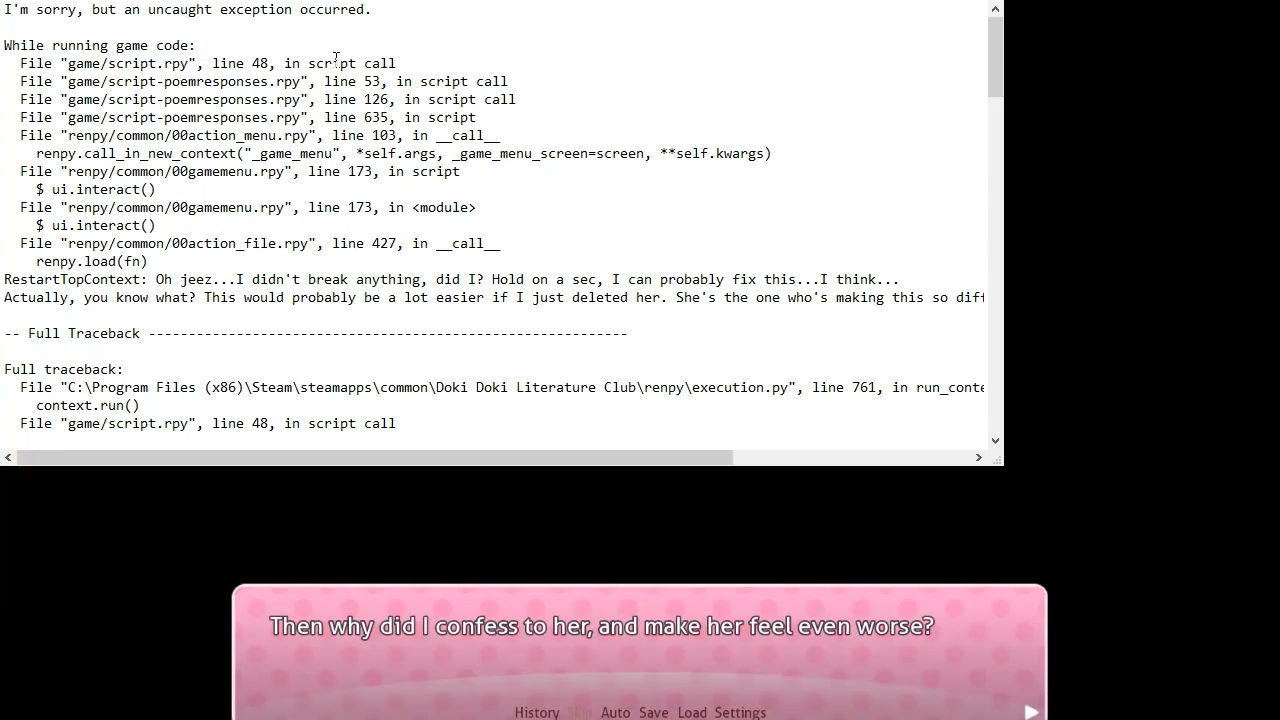 I'm sorry, but an uncaught exception occurred.
While running game code:
File "game/script.rpy", line 48, in script call
File "game/script-poemresponses.rpy", line 53, in script call
File "game/script-poemresponses.rpy", line 126, in script call
File "game/script-poemresponses.rpy", line 635, in script
File "renpy/common/00action_menu.rpy", line 103, in __call__
renpy.call_in_new_context("_game_menu", *self.args, _game_menu_screen=screen, **self.kwargs)
File "renpy/common/00gamemenu.rpy", line 173, in script
$ ui.interact()
File "renpy/common/00gamemenu.rpy", line 173, in <module>
$ ui.interact()
File "renpy/common/00action_file.rpy", line 427, in __call__
renpy.load(fn)
RestartTopContext: Oh jeez...I didn't break anything, did I? Hold on a sec, I can probably fix this...I think...
Actually, you know what? This would probably be a lot easier if I just deleted her. She's the one who's making this so diff
-- Full Traceback ------------------------------------------------------------
Full traceback:
File "C:\Program Files (x86)\Steam\steamapps\common\Doki Doki Literature Club\renpy\execution.py", line 761, in run_conte
context.run()
File "game/script.rpy", line 48, in script call
Then why did I confess to her, and make her feel even worse?
History Skip Auto Save Load Settings